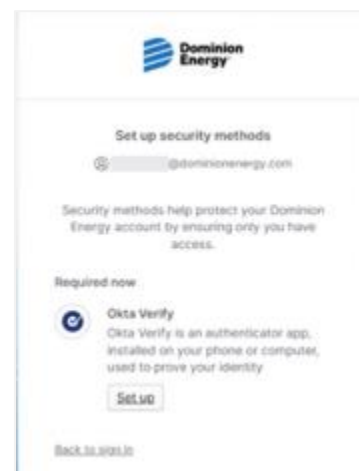 Dominion
Energy
Set up security methods
@dominionenergy.com
Security methods help protect your Dominion
Energy account by ensuring only you have
access.
Required now
Okta Verify
Okta Verify is an authenticator app,
installed on your phone or computer,
used to prove your identity
Set up
Back to sign in